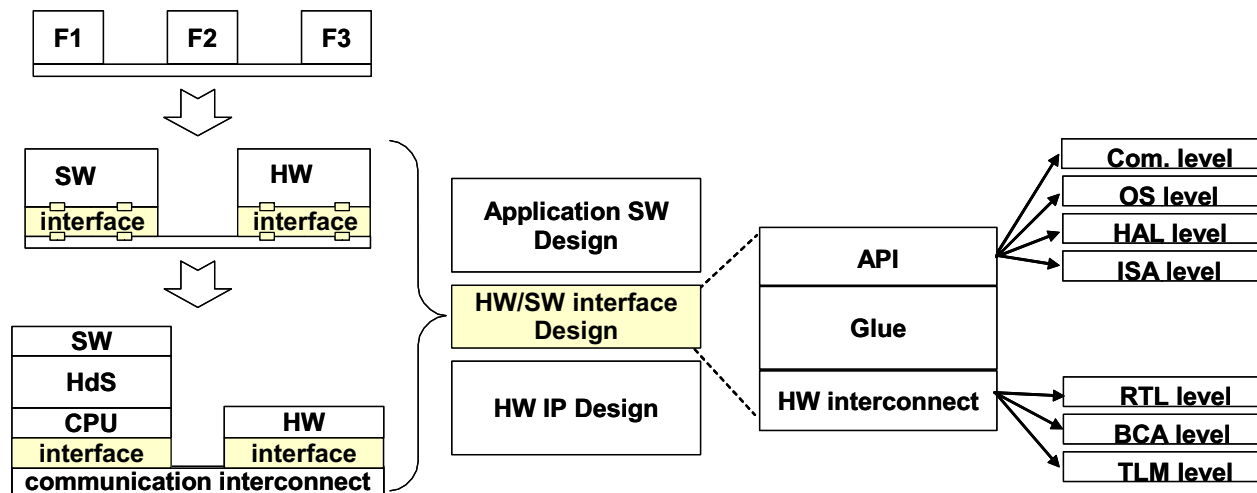 F1
F2
F3
SW
HW
interface
interface
SW
HdS
CPU
HW
interface
interface
communication interconnect
Application SW
Design
HW/SW interface
Design
HW IP Design
API
Glue
HW interconnect
Com. level
OS level
HAL level
ISA level
RTL level
BCA level
TLM level